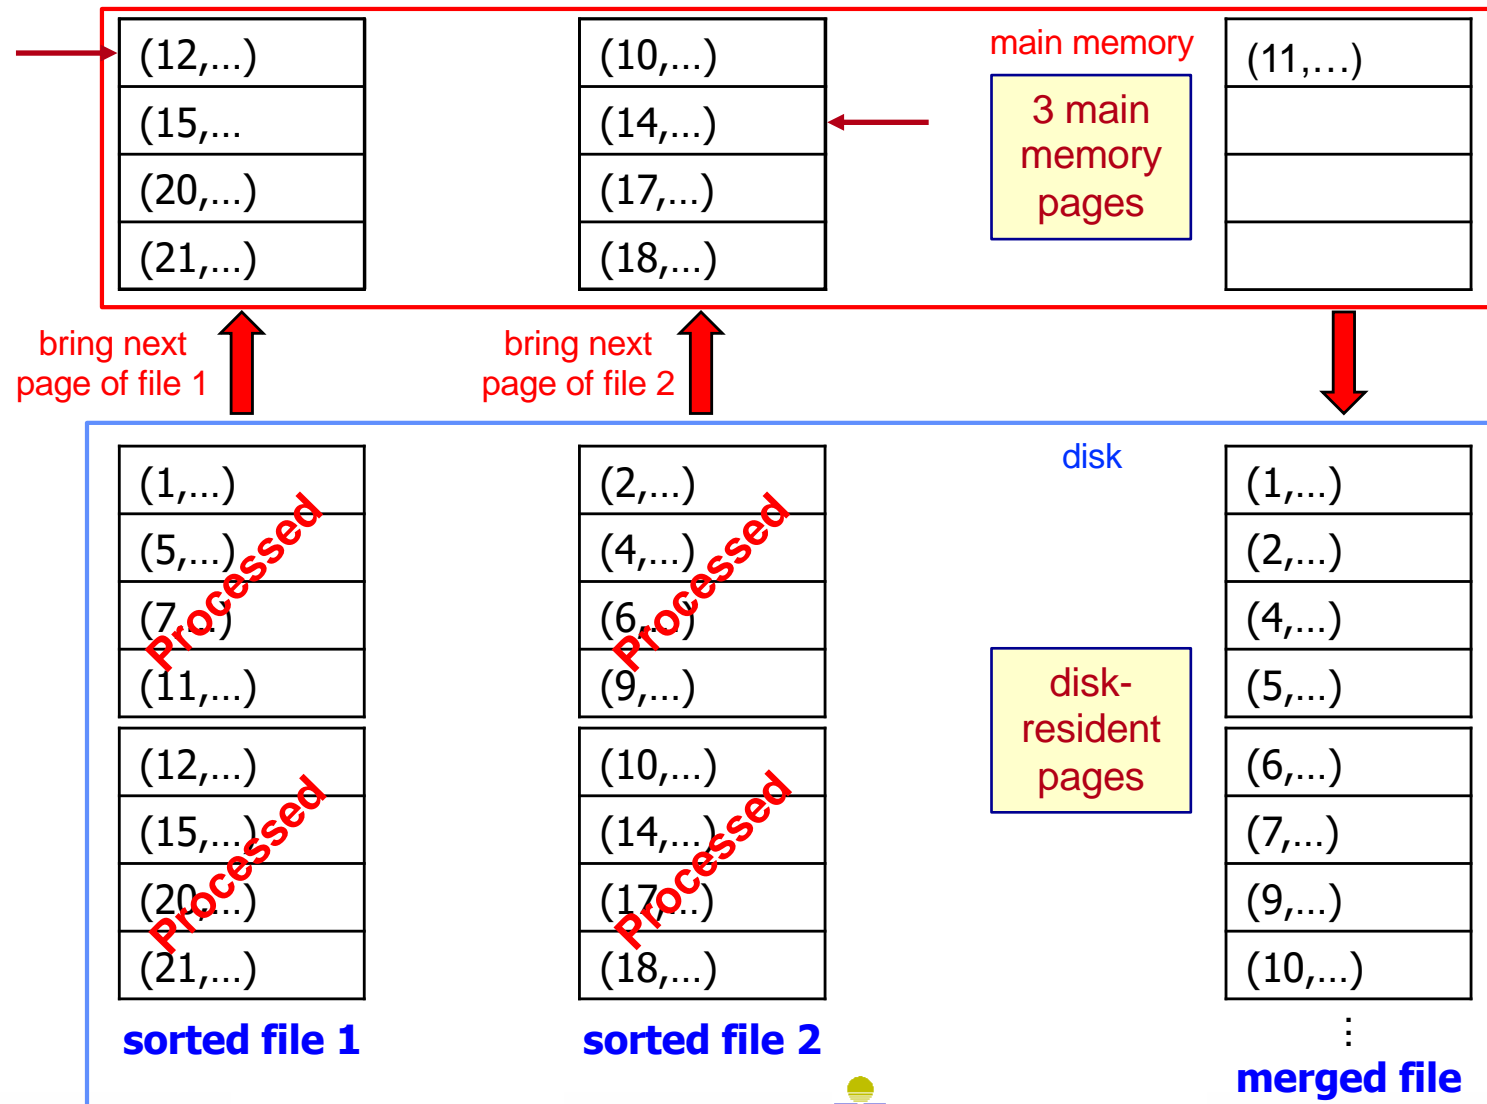 (12,...)
(15,...
(20,...)
(21,...)
(10,...)
(14,...)
(17,...)
(18,...)
main memory
3 main
memory
pages
(11,...)
bring next
page of file 1
bring next
page of file 2
disk
(1,...)
(5,...)
(7,...)
(11,...)
Processed
(12,...)
(15,...)
(20,...)
(21,...)
Processed
sorted file 1
(2,...)
(4,...)
(6,...)
(9,...)
Processed
(10,...)
(14,...)
(17,...)
(18,...)
Processed
sorted file 2
disk-
resident
pages
(1,...)
(2,...)
(4,...)
(5,...)
(6,...)
(7,...)
(9,...)
(10,...)
⋮
merged file